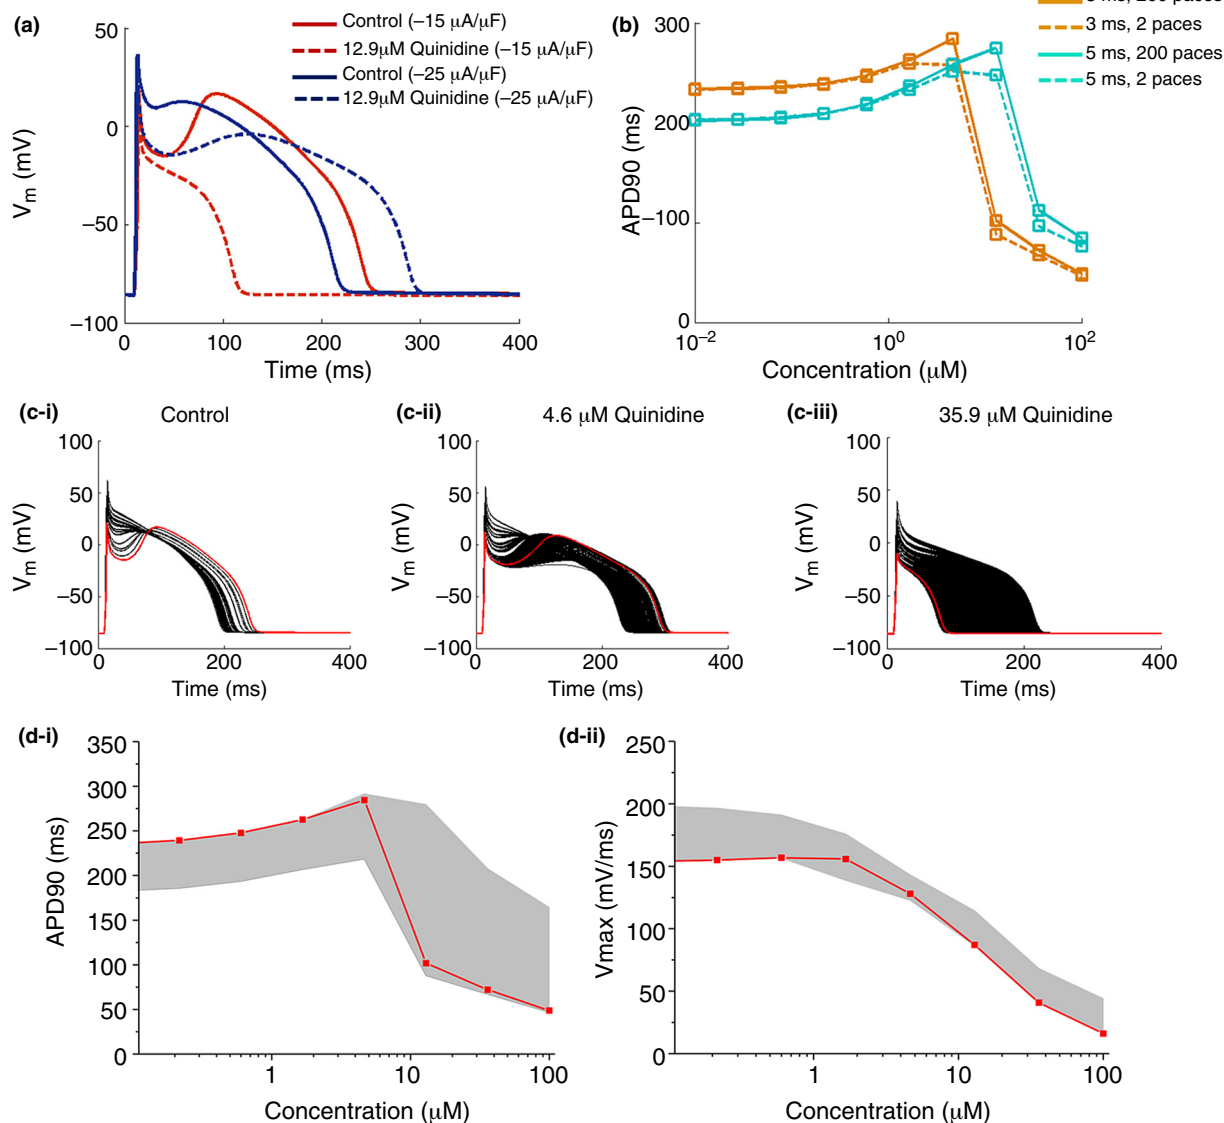 (a)
50
0
−50
−100
V_m (mV)
0 100 200 300 400
Time (ms)
Control (−15 μA/μF)
12.9μM Quinidine (−15 μA/μF)
Control (−25 μA/μF)
12.9μM Quinidine (−25 μA/μF)
(b)
3 ms, 2 paces
5 ms, 200 paces
5 ms, 2 paces
300
200
−100
0
APD90 (ms)
10⁻² 10⁰ 10²
Concentration (μM)
(c-i) Control
100
50
0
−50
−100
V_m (mV)
0 200 400
Time (ms)
(c-ii) 4.6 μM Quinidine
100
50
0
−50
−100
V_m (mV)
0 200 400
Time (ms)
(c-iii) 35.9 μM Quinidine
100
50
0
−50
−100
V_m (mV)
0 200 400
Time (ms)
(d-i)
350
300
250
200
150
100
50
0
APD90 (ms)
1 10 100
Concentration (μM)
(d-ii)
250
200
150
100
50
0
Vmax (mV/ms)
1 10 100
Concentration (μM)